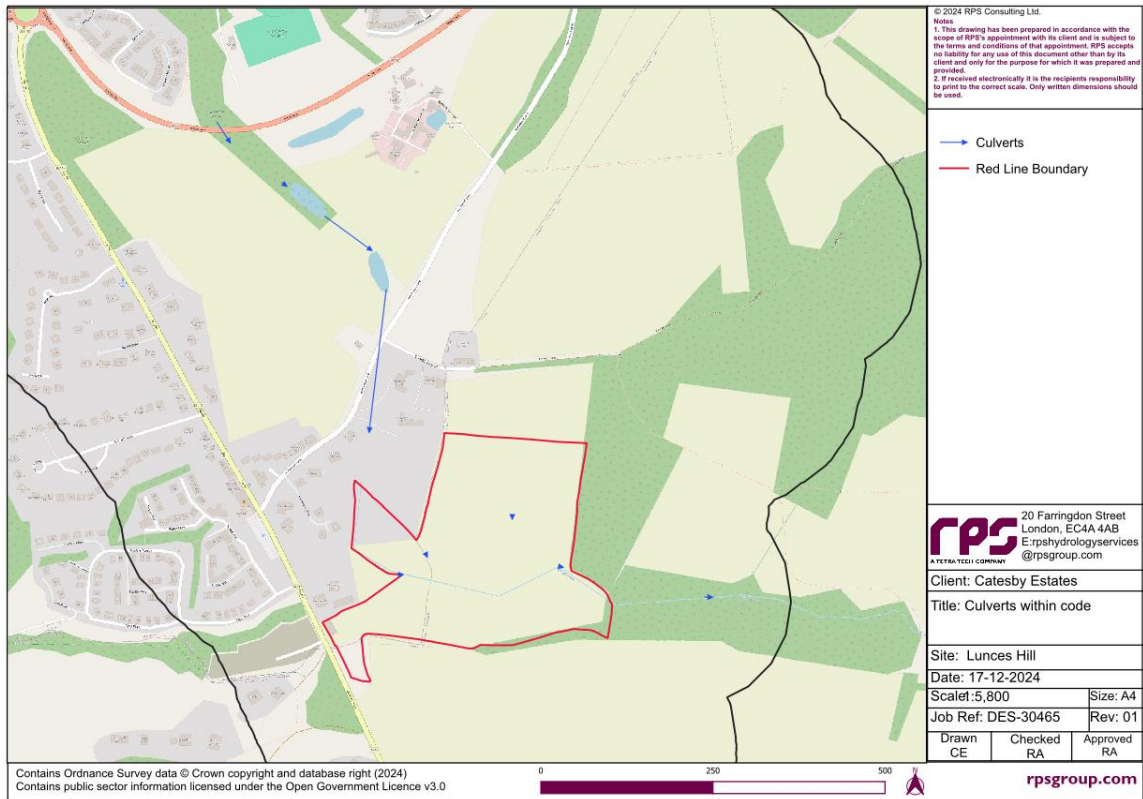 © 2024 RPS Consulting Ltd.
Notes
1. This drawing has been prepared in accordance with the
scope of RPS's appointment with its client and is subject to
the terms and conditions of that appointment. RPS accepts
no liability for any use of this document other than by its
client and only for the purpose for which it was prepared and
provided.
2. If received electronically it is the recipients responsibility
to print to the correct scale. Only written dimensions should
be used.
Culverts
Red Line Boundary
rps
A TETRA TECH COMPANY
20 Farringdon Street
London, EC4A 4AB
E:rpshydrologyservices
@rpsgroup.com
Client: Catesby Estates
Title: Culverts within code
Site: Lunces Hill
Date: 17-12-2024
Scale1:5,800 Size: A4
Job Ref: DES-30465 Rev: 01
Drawn Checked Approved
CE RA RA
rpsgroup.com
Contains Ordnance Survey data © Crown copyright and database right (2024)
Contains public sector information licensed under the Open Government Licence v3.0
0 250 500
N